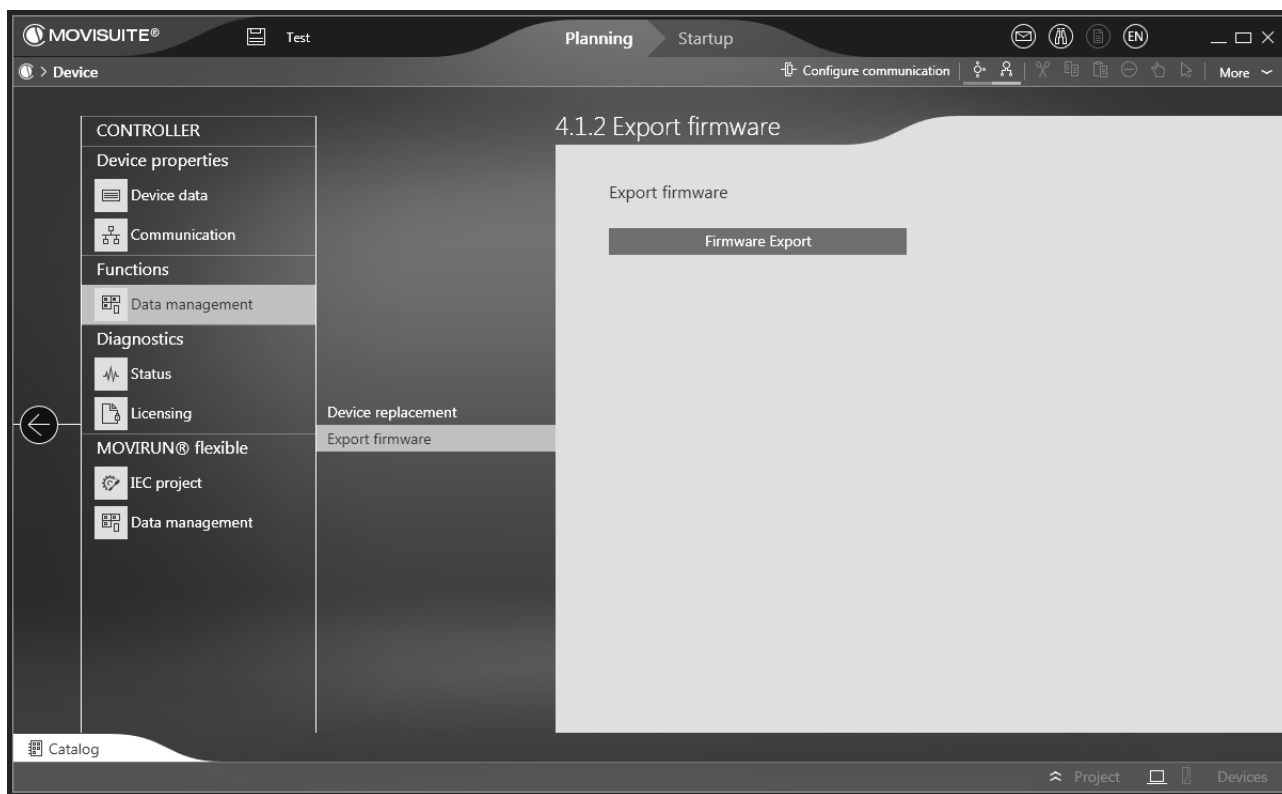 MOVISUITE® Test Planning Startup EN
> Device Configure communication More
4.1.2 Export firmware
CONTROLLER
Device properties
Device data
Communication
Functions
Data management
Diagnostics
Status
Licensing
MOVIRUN® flexible
IEC project
Data management
Device replacement
Export firmware
Export firmware
Firmware Export
Catalog
Project Devices